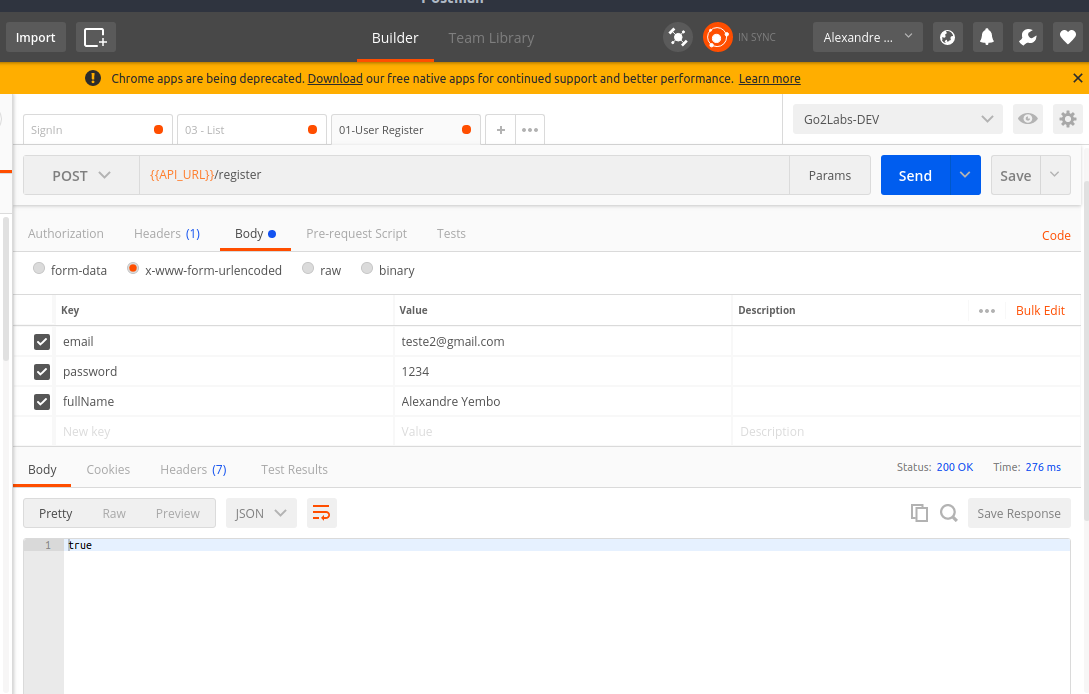 Postman
Import
Builder
Team Library
IN SYNC
Alexandre ...
Chrome apps are being deprecated. Download our free native apps for continued support and better performance. Learn more
SignIn
03 - List
01-User Register
Go2Labs-DEV
POST
{{API_URL}}/register
Params
Send
Save
Authorization
Headers (1)
Body
Pre-request Script
Tests
Code
form-data
x-www-form-urlencoded
raw
binary
Key
Value
Description
Bulk Edit
email
teste2@gmail.com
password
1234
fullName
Alexandre Yembo
New key
Value
Description
Body
Cookies
Headers (7)
Test Results
Status: 200 OK
Time: 276 ms
Pretty
Raw
Preview
JSON
Save Response
1
true